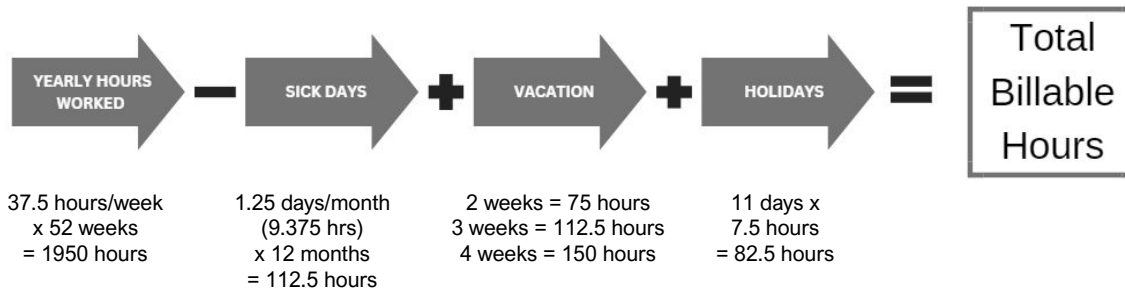 YEARLY HOURS
WORKED
−
SICK DAYS
+
VACATION
+
HOLIDAYS
=
Total
Billable
Hours
37.5 hours/week
x 52 weeks
= 1950 hours
1.25 days/month
(9.375 hrs)
x 12 months
= 112.5 hours
2 weeks = 75 hours
3 weeks = 112.5 hours
4 weeks = 150 hours
11 days x
7.5 hours
= 82.5 hours